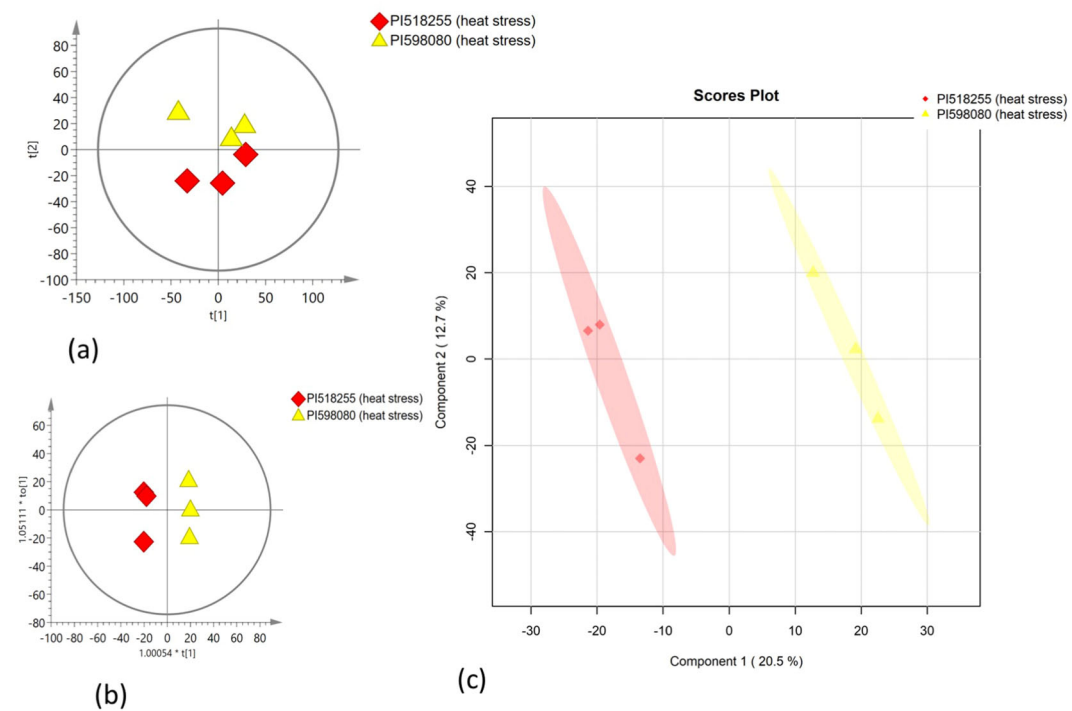 PI518255 (heat stress)
PI598080 (heat stress)
80
60
40
20
0
-20
-40
-60
-80
-100
t[2]
-150 -100 -50 0 50 100
t[1]
(a)
PI518255 (heat stress)
PI598080 (heat stress)
60
40
20
0
-20
-40
-60
-80
1.05111 * to[1]
-100 -80 -60 -40 -20 0 20 40 60 80
1.00054 * t[1]
(b)
Scores Plot
PI518255 (heat stress)
PI598080 (heat stress)
40
20
0
-20
-40
Component 2 ( 12.7 %)
-30 -20 -10 0 10 20 30
Component 1 ( 20.5 %)
(c)